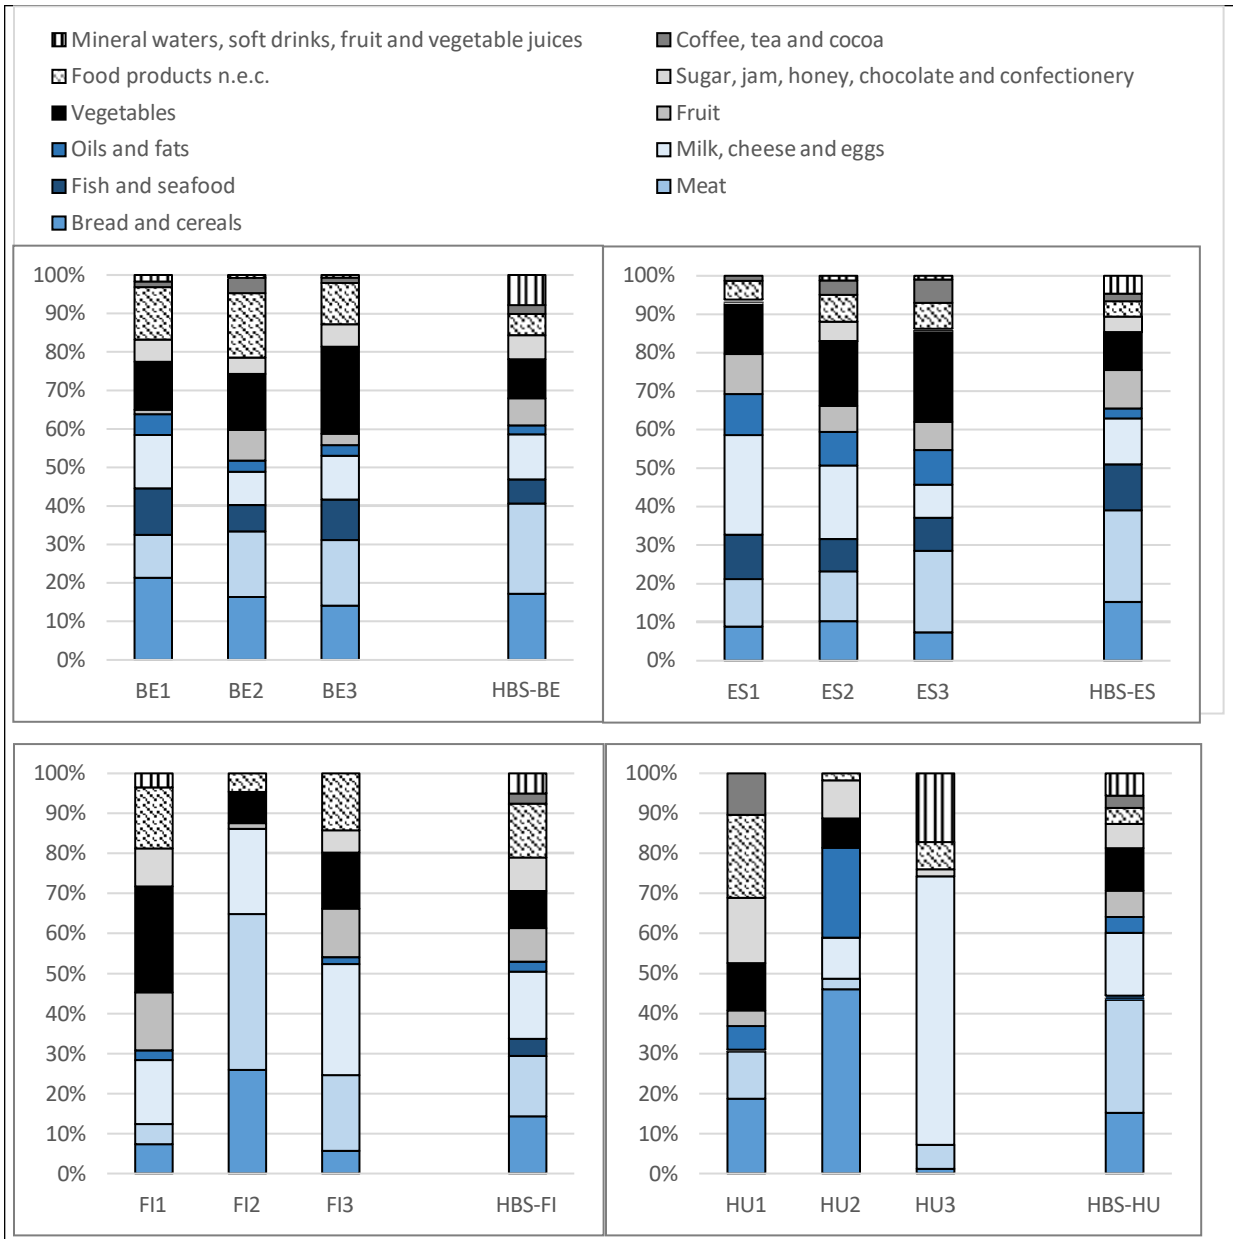 Mineral waters, soft drinks, fruit and vegetable juices
Coffee, tea and cocoa
Food products n.e.c.
Sugar, jam, honey, chocolate and confectionery
Vegetables
Fruit
Oils and fats
Milk, cheese and eggs
Fish and seafood
Meat
Bread and cereals
100%
90%
80%
70%
60%
50%
40%
30%
20%
10%
0%
BE1 BE2 BE3 HBS-BE
100%
90%
80%
70%
60%
50%
40%
30%
20%
10%
0%
ES1 ES2 ES3 HBS-ES
100%
90%
80%
70%
60%
50%
40%
30%
20%
10%
0%
FI1 FI2 FI3 HBS-FI
100%
90%
80%
70%
60%
50%
40%
30%
20%
10%
0%
HU1 HU2 HU3 HBS-HU